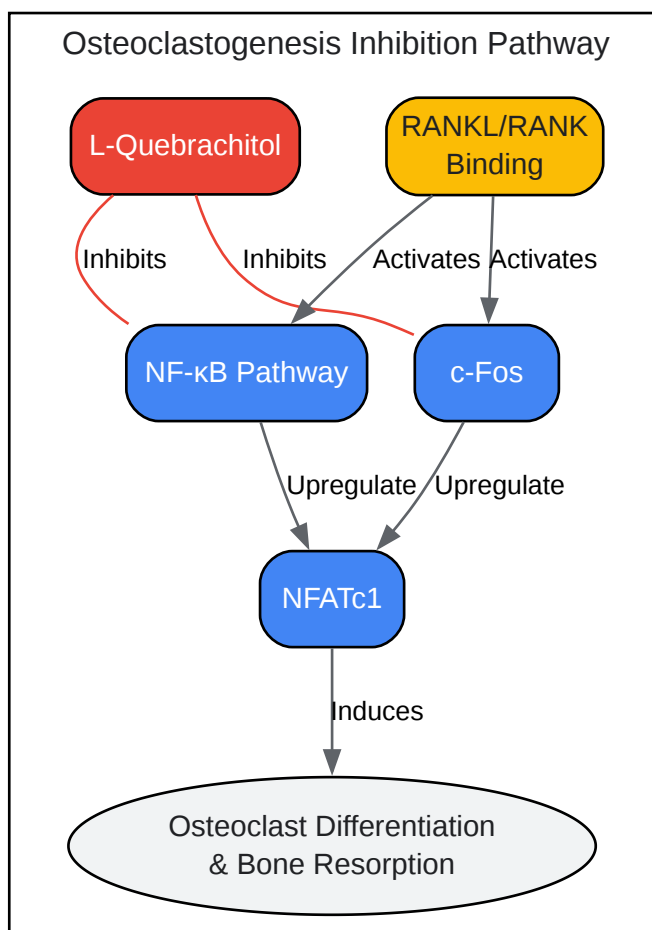 Osteoclastogenesis Inhibition Pathway
L-Quebrachitol
RANKL/RANK
Binding
Inhibits
Inhibits
Activates
Activates
NF-κB Pathway
c-Fos
Upregulate
Upregulate
NFATc1
Induces
Osteoclast Differentiation
& Bone Resorption